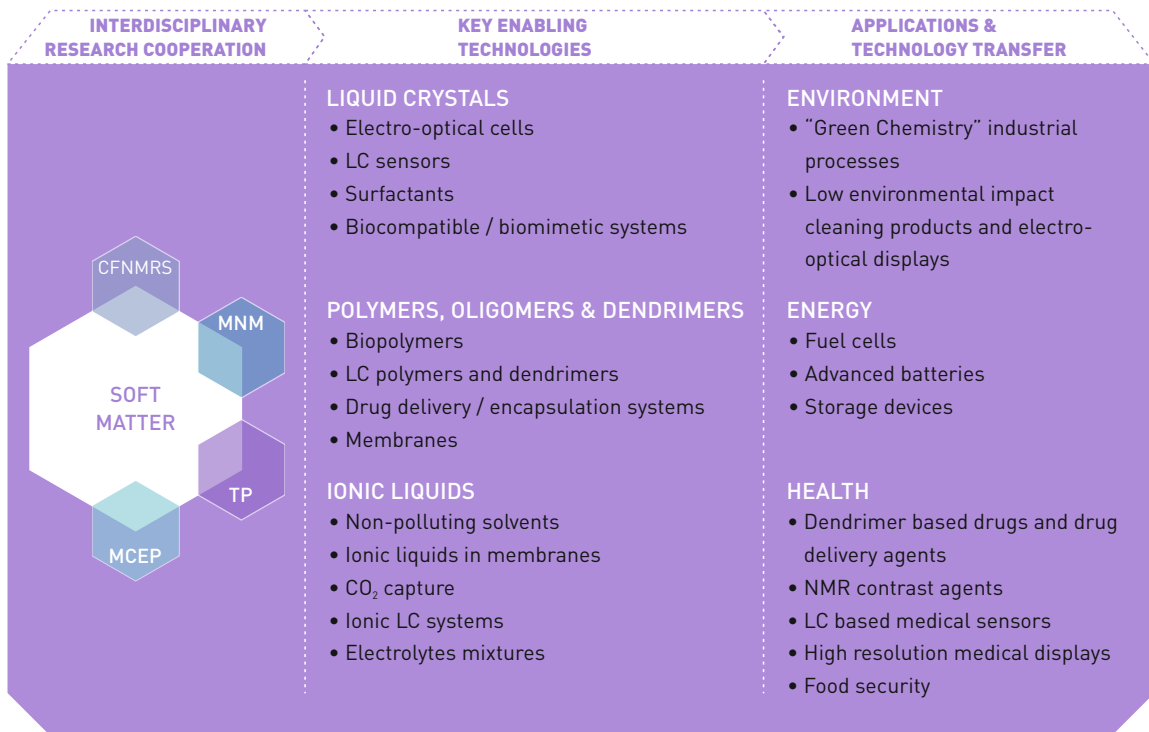 INTERDISCIPLINARY
RESEARCH COOPERATION
KEY ENABLING
TECHNOLOGIES
APPLICATIONS &
TECHNOLOGY TRANSFER
CFNMRS
MNM
SOFT
MATTER
TP
MCEP
LIQUID CRYSTALS
• Electro-optical cells
• LC sensors
• Surfactants
• Biocompatible / biomimetic systems
POLYMERS, OLIGOMERS & DENDRIMERS
• Biopolymers
• LC polymers and dendrimers
• Drug delivery / encapsulation systems
• Membranes
IONIC LIQUIDS
• Non-polluting solvents
• Ionic liquids in membranes
• CO₂ capture
• Ionic LC systems
• Electrolytes mixtures
ENVIRONMENT
• “Green Chemistry” industrial
processes
• Low environmental impact
cleaning products and electro-
optical displays
ENERGY
• Fuel cells
• Advanced batteries
• Storage devices
HEALTH
• Dendrimer based drugs and drug
delivery agents
• NMR contrast agents
• LC based medical sensors
• High resolution medical displays
• Food security